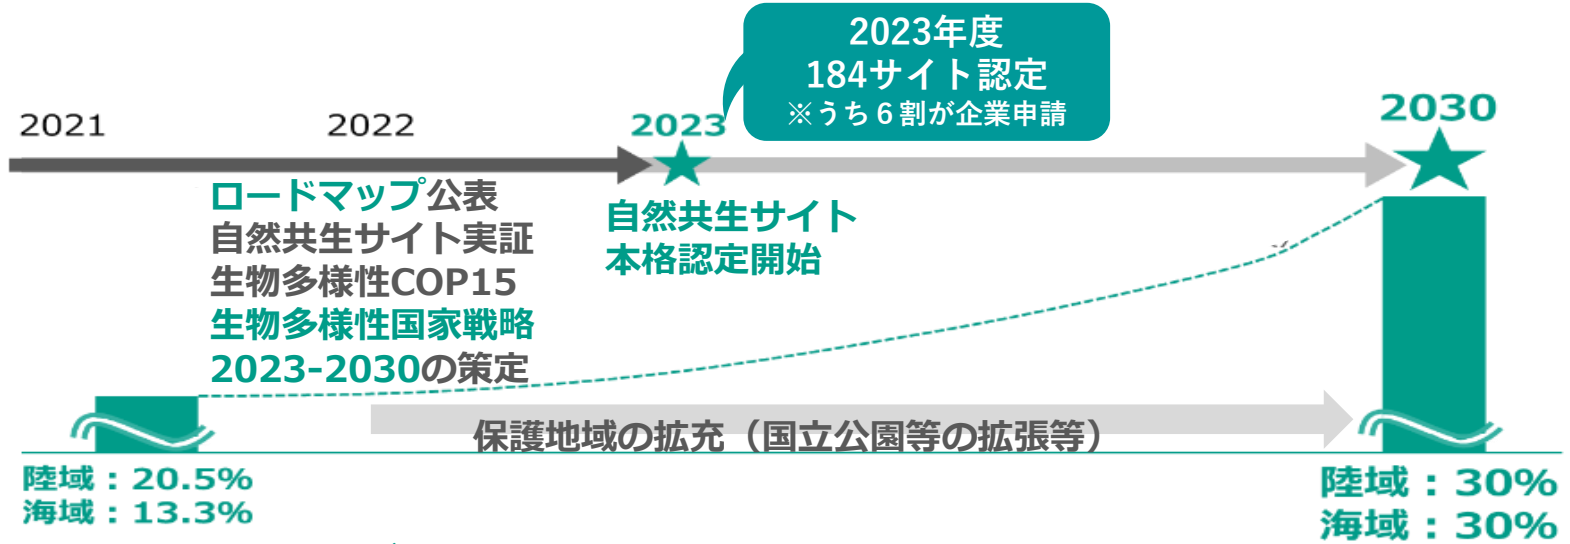 2023年度
184サイト認定
※うち６割が企業申請
2021
2022
2023
2030
ロードマップ公表
自然共生サイト実証
生物多様性COP15
生物多様性国家戦略
2023-2030の策定
自然共生サイト
本格認定開始
保護地域の拡充（国立公園等の拡張等）
陸域：20.5%
海域：13.3%
陸域：30%
海域：30%